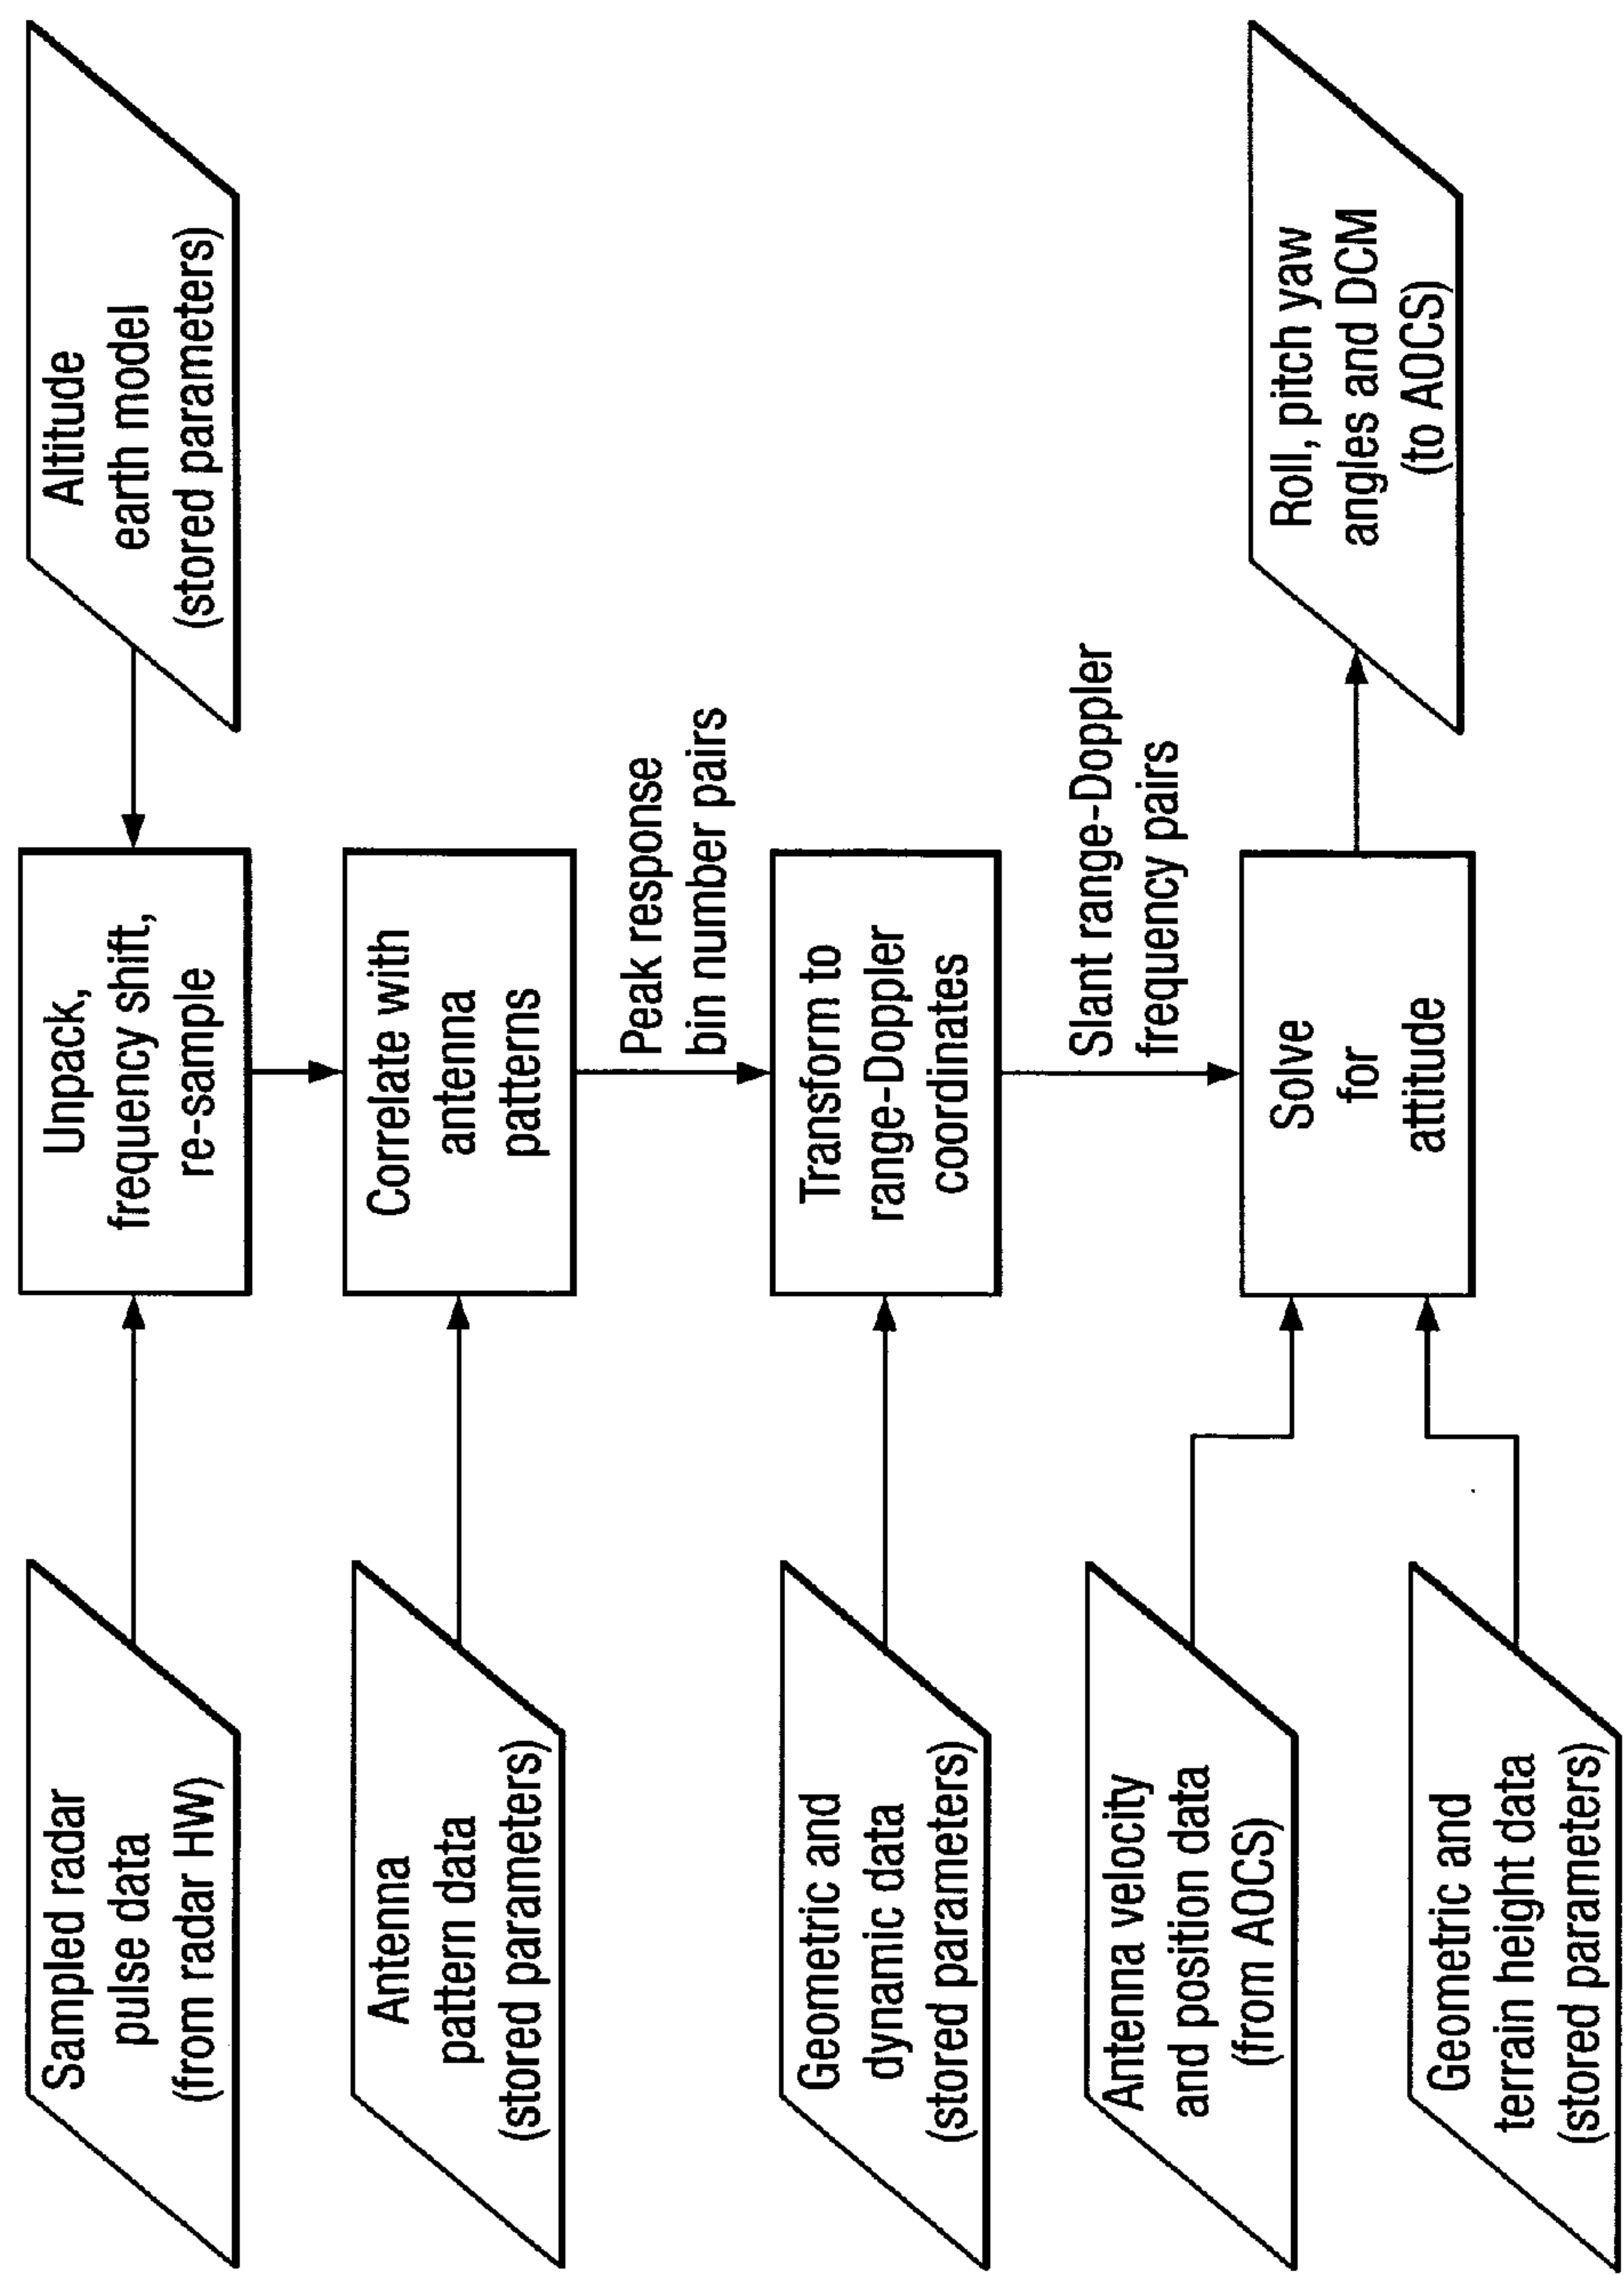 Sampled radar
pulse data
(from radar HW)
Unpack,
frequency shift,
re-sample
Altitude
earth model
(stored parameters)
Antenna
pattern data
(stored parameters)
Correlate with
antenna
patterns
Peak response
bin number pairs
Geometric and
dynamic data
(stored parameters)
Transform to
range-Doppler
coordinates
Slant range-Doppler
frequency pairs
Antenna velocity
and position data
(from AOCS)
Solve
for
attitude
Roll, pitch yaw
angles and DCM
(to AOCS)
Geometric and
terrain height data
(stored parameters)